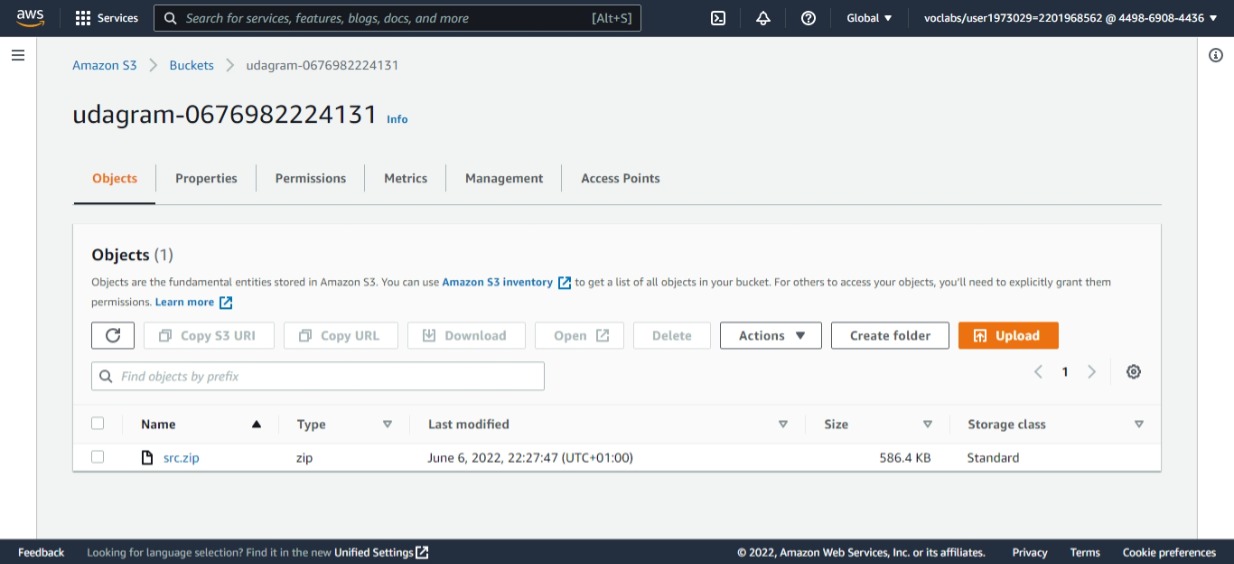 aws Services Search for services, features, blogs, docs, and more [Alt+S] Global voclabs/user1973029=2201968562 @ 4498-6908-4436
Amazon S3 Buckets udagram-0676982224131
udagram-0676982224131 Info
Objects Properties Permissions Metrics Management Access Points
Objects (1)
Objects are the fundamental entities stored in Amazon S3. You can use Amazon S3 inventory to get a list of all objects in your bucket. For others to access your objects, you'll need to explicitly grant them
permissions. Learn more
Copy S3 URI Copy URL Download Open Delete Actions Create folder Upload
Find objects by prefix 1
Name Type Last modified Size Storage class
src.zip zip June 6, 2022, 22:27:47 (UTC+01:00) 586.4 KB Standard
Feedback Looking for language selection? Find it in the new Unified Settings © 2022, Amazon Web Services, Inc. or its affiliates. Privacy Terms Cookie preferences